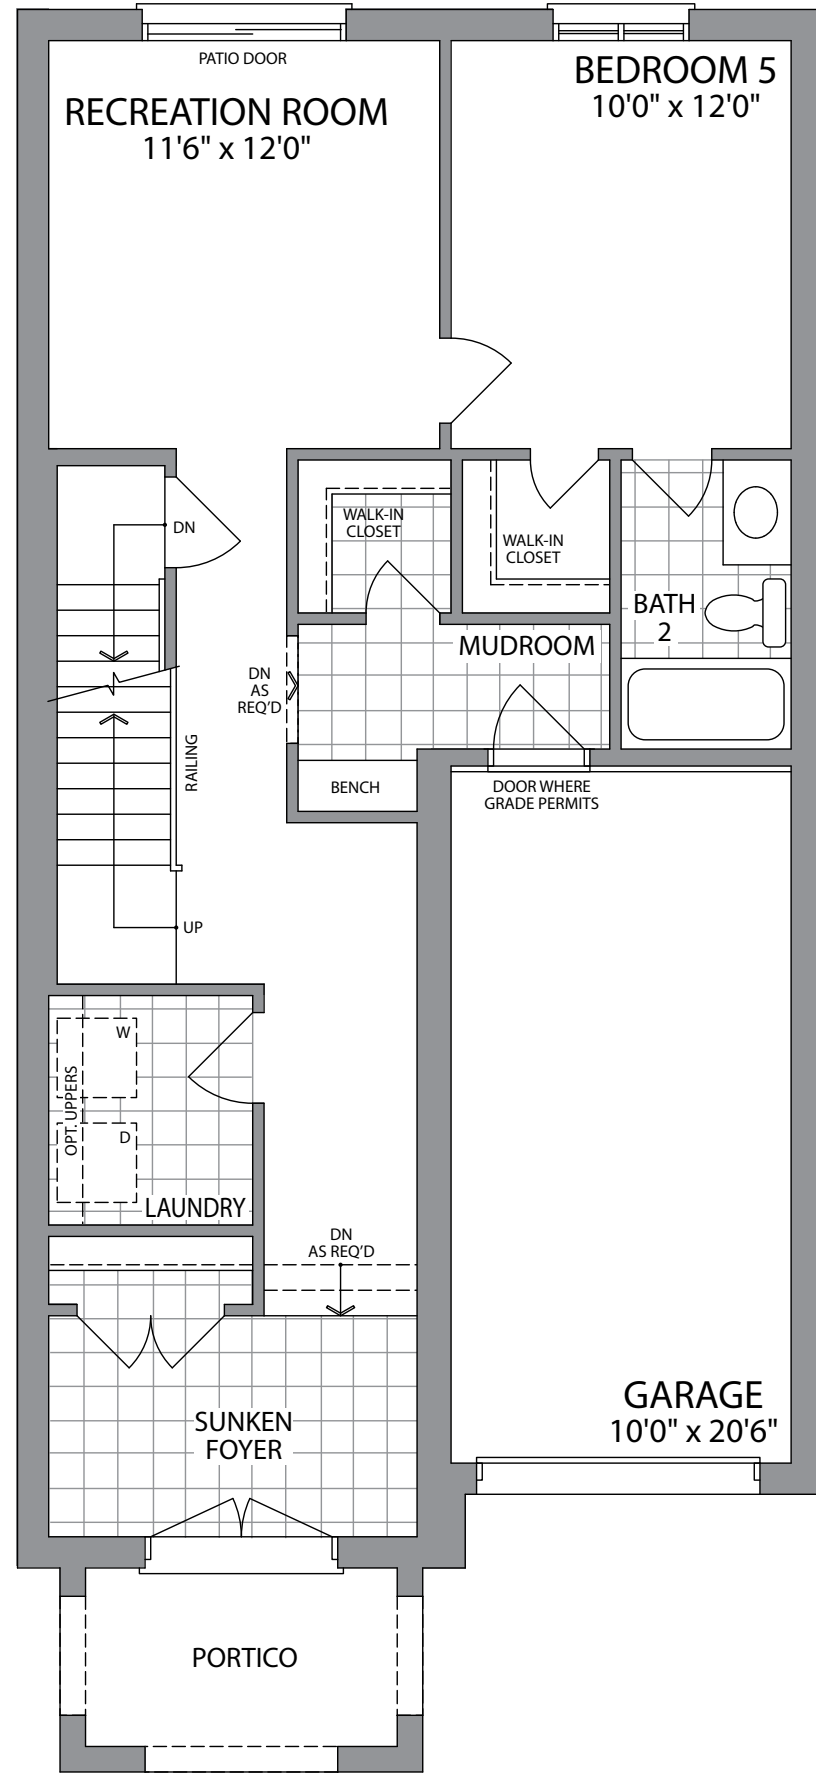 PATIO DOOR
RECREATION ROOM
11'6" x 12'0"
BEDROOM 5
10'0" x 12'0"
DN
WALK-IN
CLOSET
WALK-IN
CLOSET
BATH
2
MUDROOM
DN
AS
REQ'D
RAILING
BENCH
DOOR WHERE
GRADE PERMITS
UP
W
OPT. UPPERS
D
LAUNDRY
DN
AS REQ'D
GARAGE
10'0" x 20'6"
SUNKEN
FOYER
PORTICO